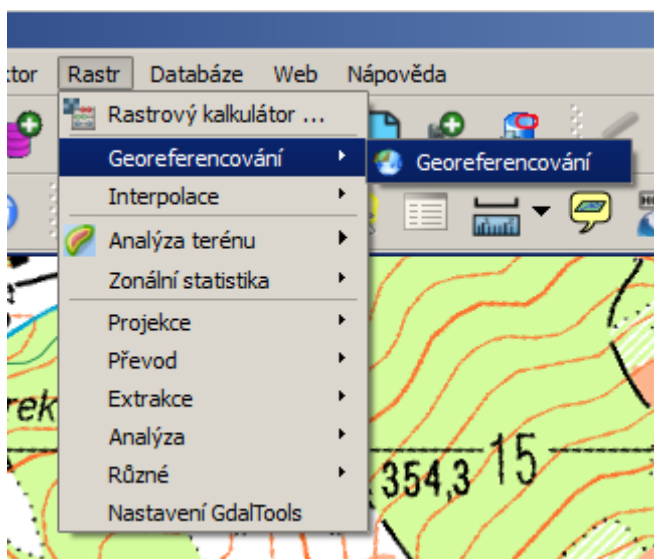 ktor Rastr Databáze Web Nápověda
Rastrový kalkulátor ...
Georeferencování
Georeferencování
Interpolace
Analýza terénu
Zonální statistika
Projekce
Převod
Extrakce
Analýza
Různé
Nastavení GdalTools
rek
354,3
15